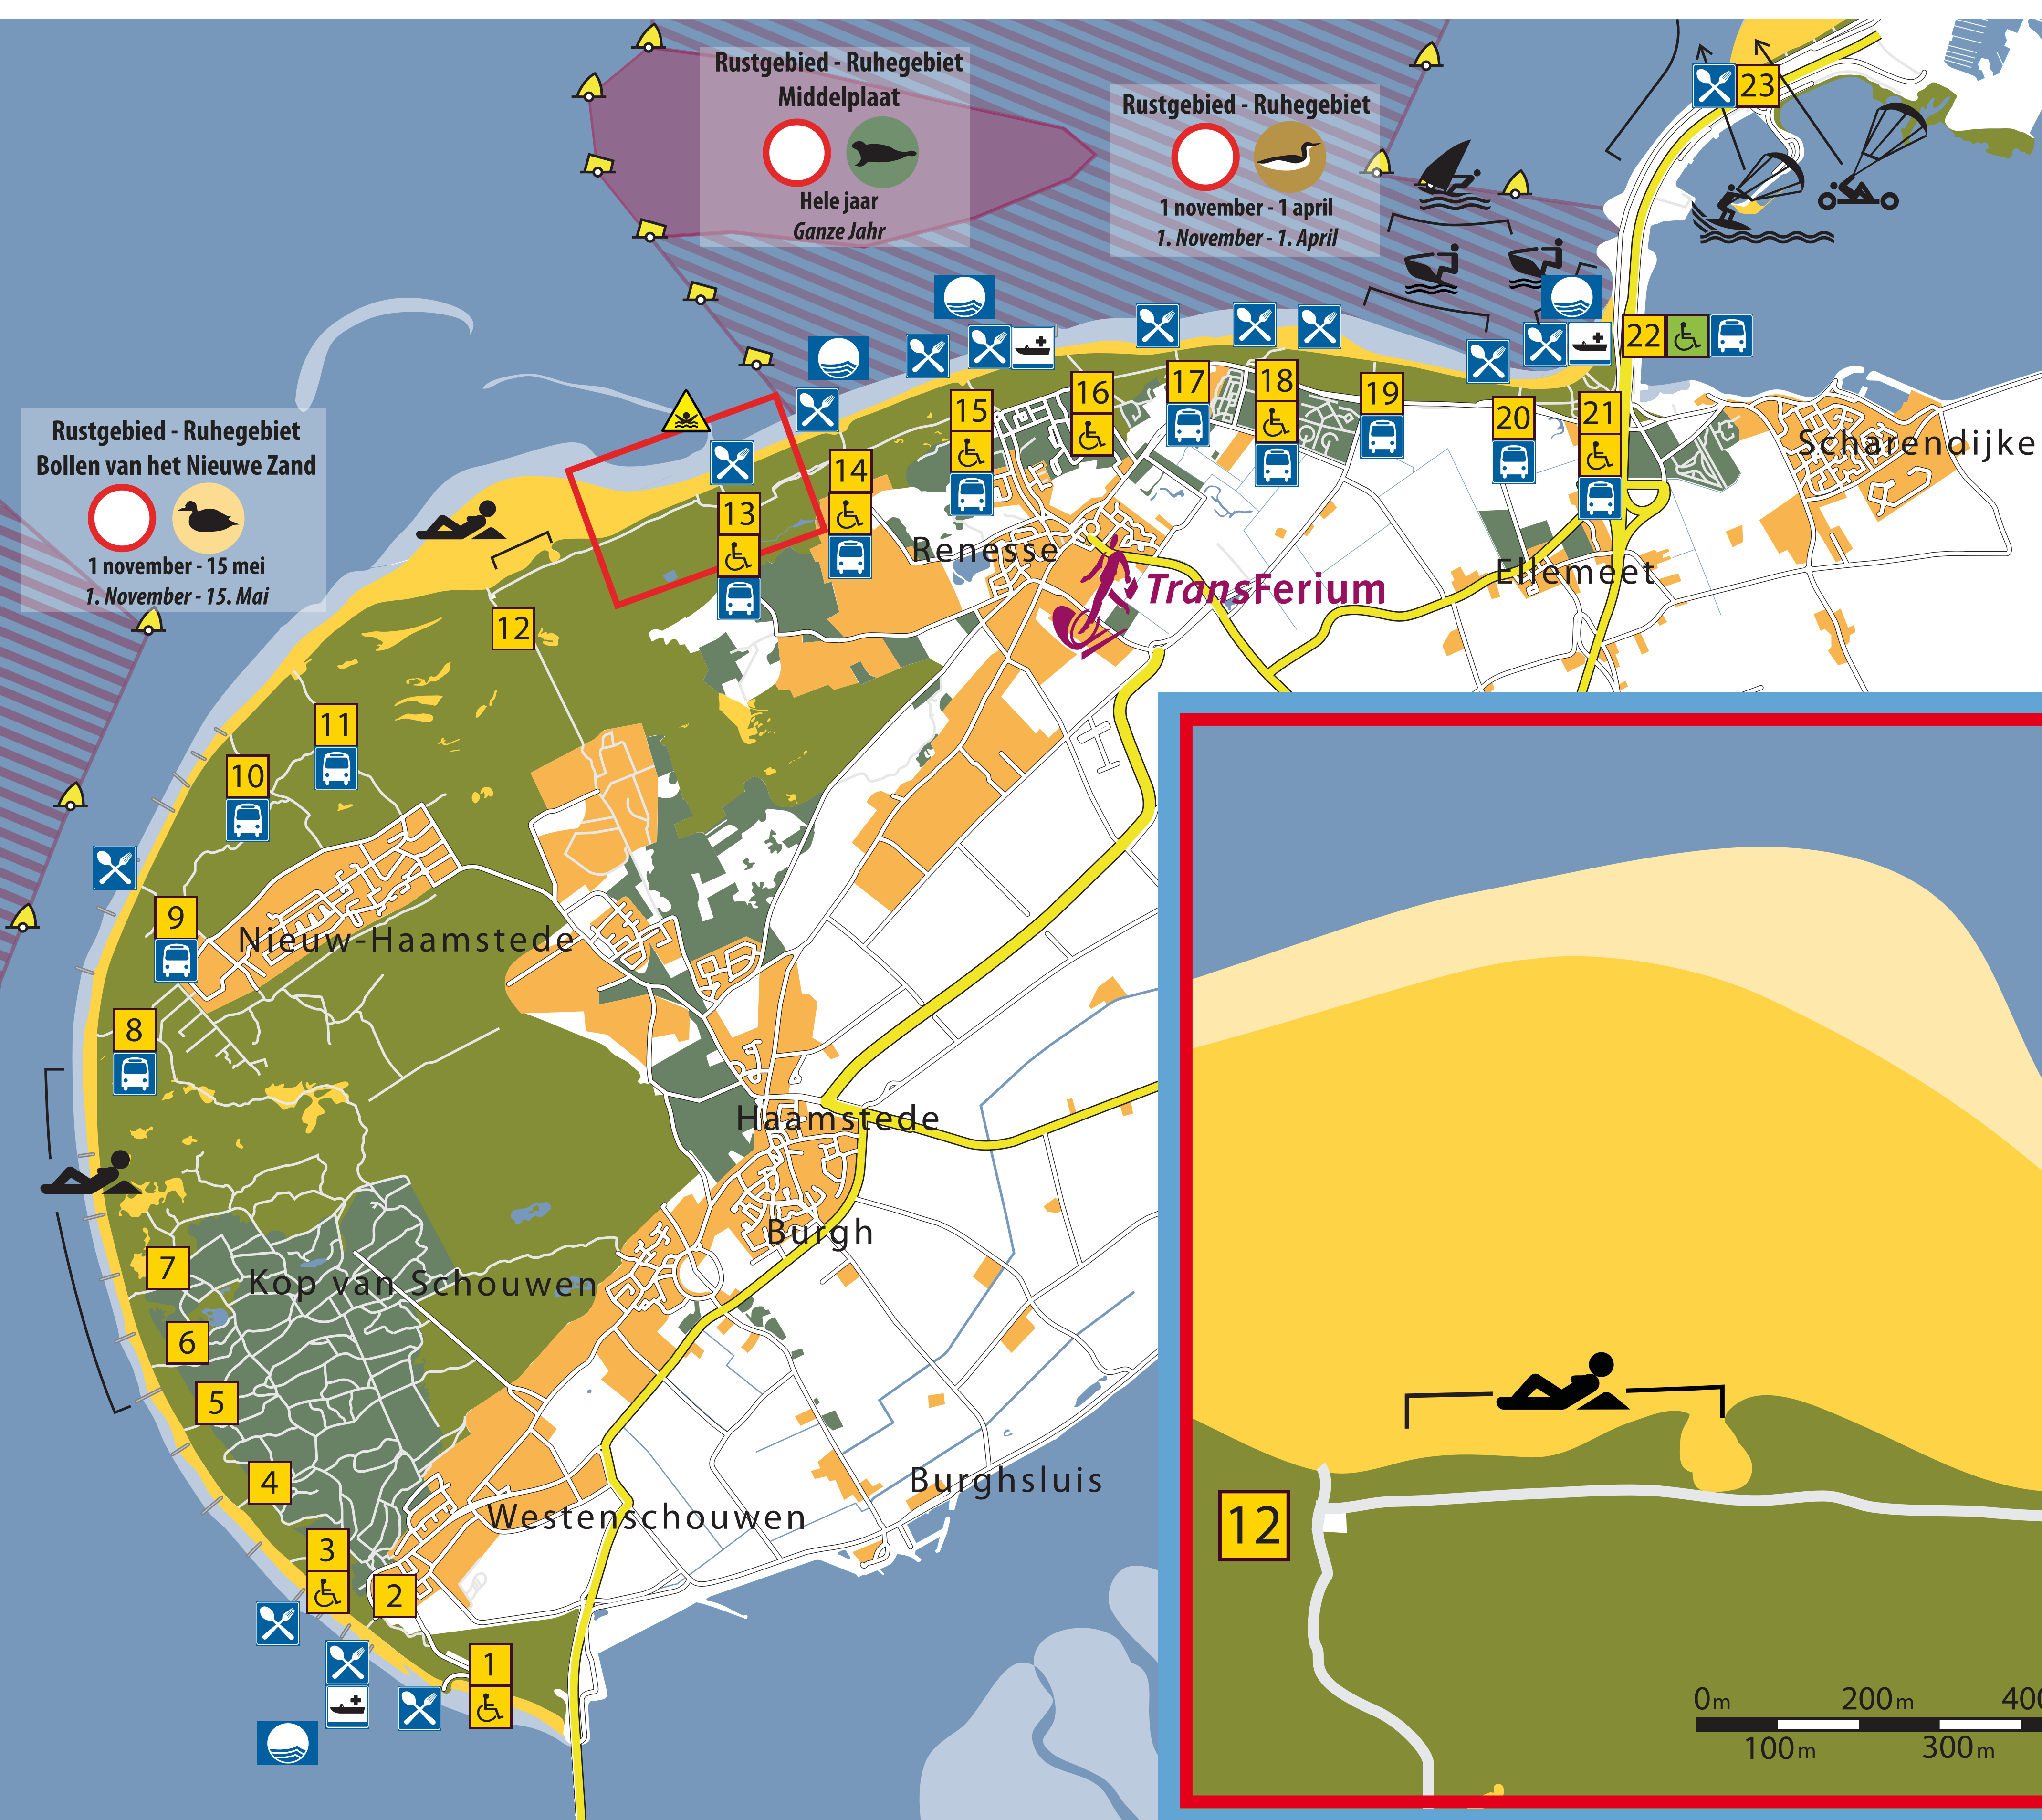 Rustgebied - Ruhegebiet
Middelplaat
Hele jaar
Ganze Jahr
Rustgebied - Ruhegebiet
1 november - 1 april
1. November - 1. April
23
Rustgebied - Ruhegebiet
Bollen van het Nieuwe Zand
1 november - 15 mei
1. November - 15. Mai
22
15
16
17
18
19
20
21
Scharendijke
14
13
Renesse
TransFerium
Ellemeet
12
11
10
9
Nieuw-Haamstede
8
Haamstede
Burgh
7
Kop van Schouwen
6
5
4
Burghsluis
Westenschouwen
3
2
1
12
0m 200m 400
100m 300m